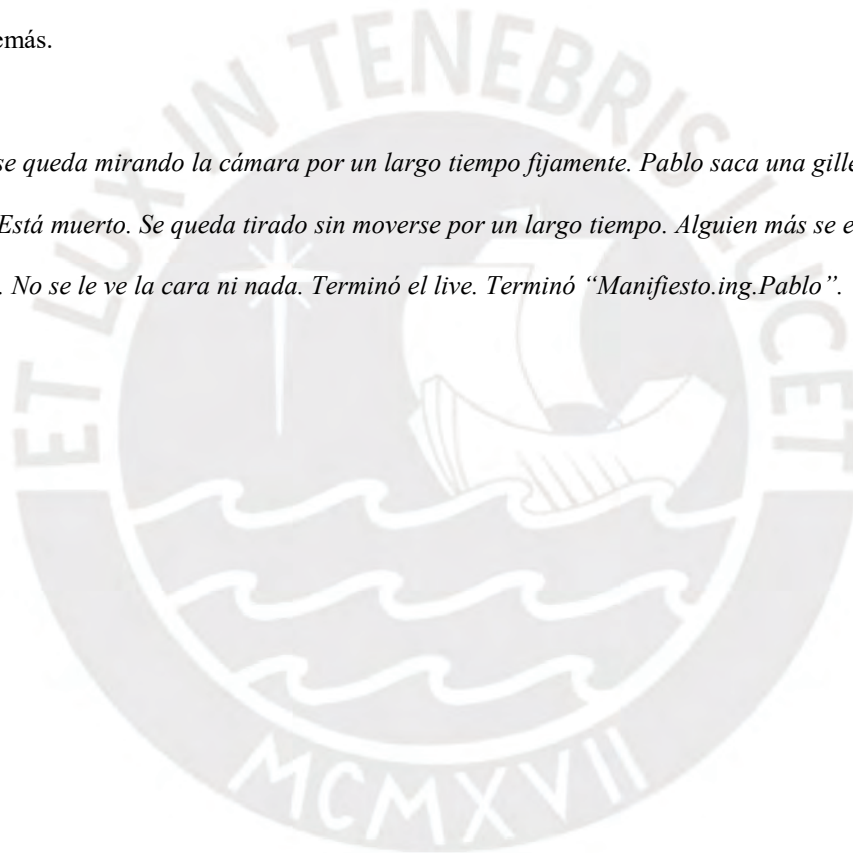 emás.
se queda mirando la cámara por un largo tiempo fijamente. Pablo saca una gille
Está muerto. Se queda tirado sin moverse por un largo tiempo. Alguien más se e
. No se le ve la cara ni nada. Terminó el live. Terminó “Manifiesto.ing.Pablo”.
ET LUX IN TENEBRIS LUCET
MCMXVII